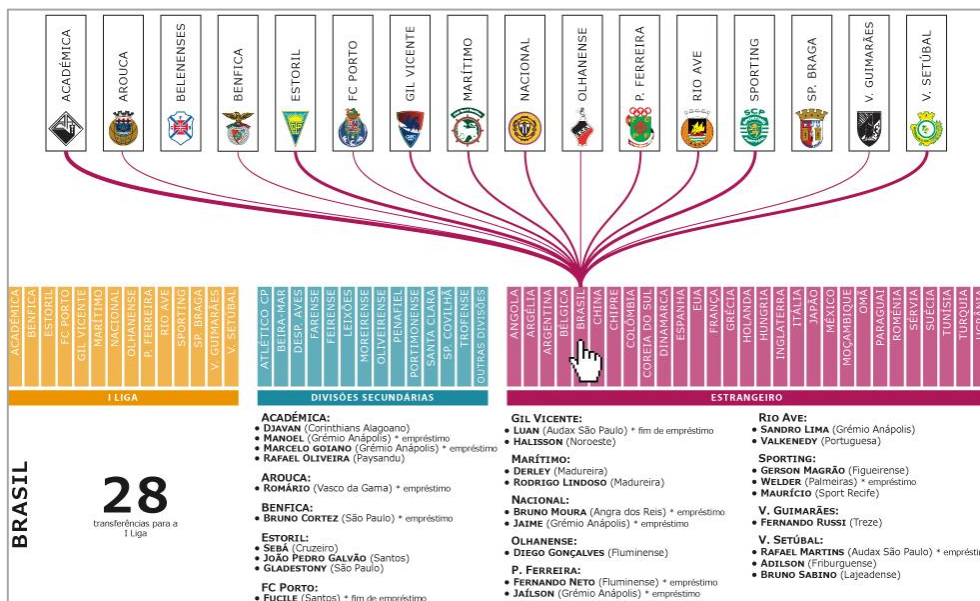 ACADÉMICA
AROUCA
BELENENSES
BENFICA
ESTORIL
FC PORTO
GIL VICENTE
MARÍTIMO
NACIONAL
OLHANENSE
P. FERREIRA
RIO AVE
SPORTING
SP. BRAGA
V. GUIMARÃES
V. SETÚBAL
ACADÉMICA
BENFICA
ESTORIL
FC PORTO
GIL VICENTE
MARÍTIMO
NACIONAL
OLHANENSE
P. FERREIRA
RIO AVE
SPORTING
SP. BRAGA
V. GUIMARÃES
V. SETÚBAL
I LIGA
ATLÉTICO CP
BEIRA-MAR
DESP. AVES
FARENSE
FEIRENSE
LEIXÕES
MOREIRENSE
OLIVEIRENSE
PENAFIEL
PORTIMONENSE
SANTA CLARA
SP. COVILHÃ
TROFENSE
OUTRAS DIVISÕES
DIVISÕES SECUNDÁRIAS
ANGOLA
ARGÉLIA
ARGENTINA
BÉLGICA
BRASIL
CHINA
CHIPRE
COLÔMBIA
COREIA DO SUL
DINAMARCA
ESPANHA
EUA
FRANÇA
GRÉCIA
HOLANDA
HUNGRIA
INGLATERRA
ITÁLIA
JAPÃO
MÉXICO
MOÇAMBIQUE
OMÃ
PARAGUAI
ROMÉNIA
SÉRVIA
SUÉCIA
TUNÍSIA
TURQUIA
ESTRANGEIRO
BRASIL
28
transferências para a
I Liga
ACADÉMICA:
• DJAVAN (Corinthians Alagoano)
• MANOEL (Grémio Anápolis) * empréstimo
• MARCELO GOIANO (Grémio Anápolis) * empréstimo
• RAFAEL OLIVEIRA (Paysandu)
AROUCA:
• ROMÁRIO (Vasco da Gama) * empréstimo
BENFICA:
• BRUNO CORTEZ (São Paulo) * empréstimo
ESTORIL:
• SEBÁ (Cruzeiro)
• JOÃO PEDRO GALVÃO (Santos)
• GLADESTONY (São Paulo)
FC PORTO:
• FUCILE (Santos) * fim de empréstimo
GIL VICENTE:
• LUAN (Audax São Paulo) * fim de empréstimo
• HALISSON (Noroeste)
MARÍTIMO:
• DERLEY (Madureira)
• RODRIGO LINDOSO (Madureira)
NACIONAL:
• BRUNO MOURA (Angra dos Reis) * empréstimo
• JAIME (Grémio Anápolis) * empréstimo
OLHANENSE:
• DIEGO GONÇALVES (Fluminense)
P. FERREIRA:
• FERNANDO NETO (Fluminense) * empréstimo
• JAÍLSON (Grémio Anápolis) * empréstimo
RIO AVE:
• SANDRO LIMA (Grémio Anápolis)
• VALKENEDY (Portuguesa)
SPORTING:
• GERSON MAGRÃO (Figueirense)
• WELDER (Palmeiras) * empréstimo
• MAURÍCIO (Sport Recife)
V. GUIMARÃES:
• FERNANDO RUSSI (Treze)
V. SETÚBAL:
• RAFAEL MARTINS (Audax São Paulo) * emprésti
• ADILSON (Friburguense)
• BRUNO SABINO (Lajeadense)